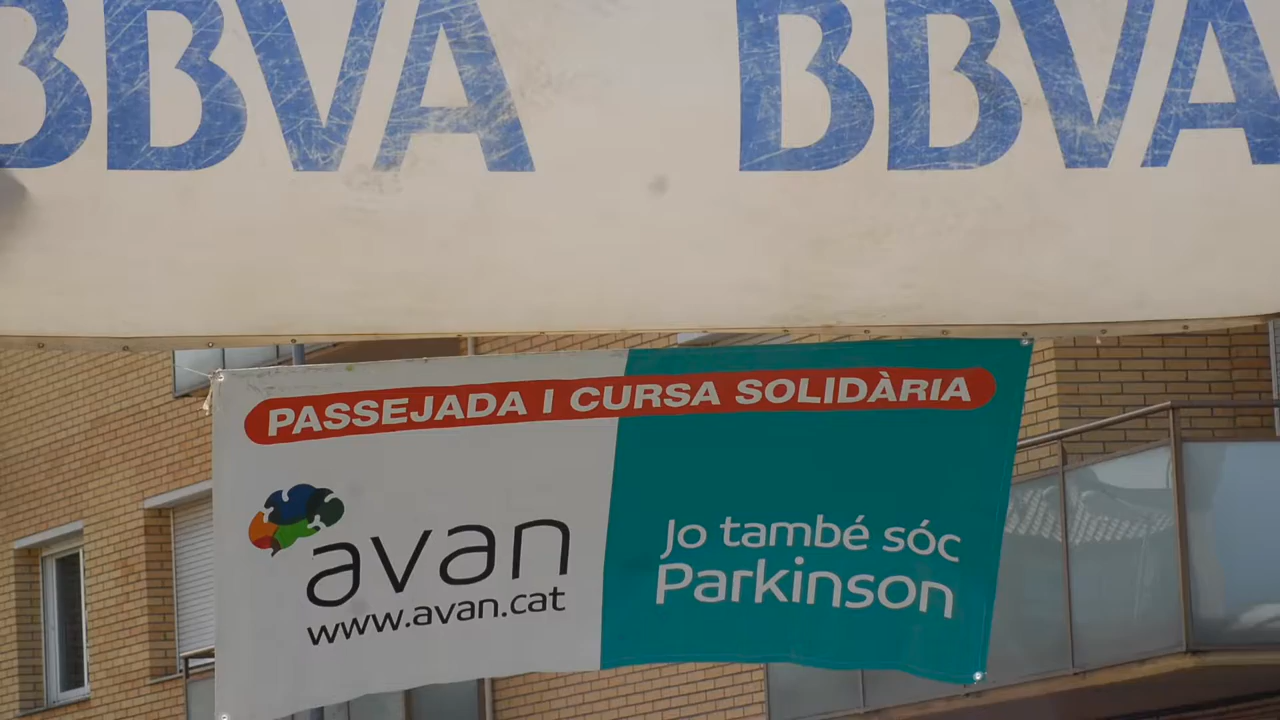 BBVA BBVA
PASSEJADA I CURSA SOLIDÀRIA
avan
www.avan.cat
Jo també sóc
Parkinson